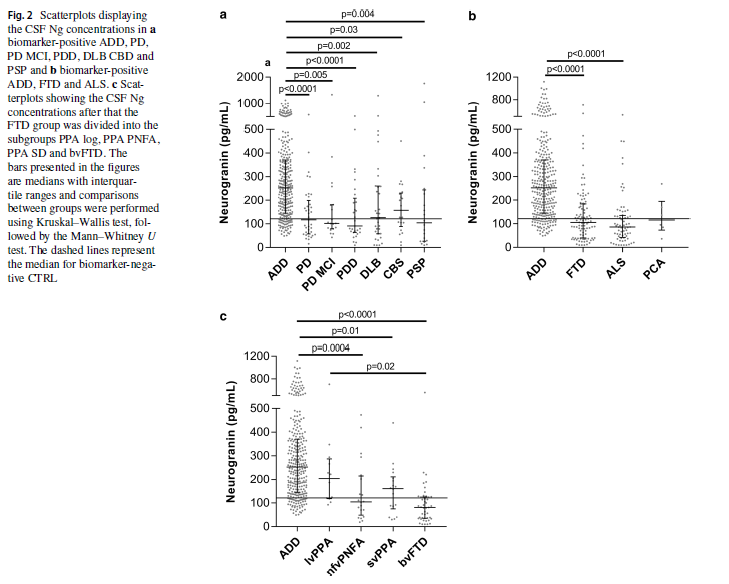 Fig. 2 Scatterplots displaying
the CSF Ng concentrations in a
biomarker-positive ADD, PD,
PD MCI, PDD, DLB CBD and
PSP and b biomarker-positive
ADD, FTD and ALS. c Scat-
terplots showing the CSF Ng
concentrations after that the
FTD group was divided into the
subgroups PPA log, PPA PNFA,
PPA SD and bvFTD. The
bars presented in the figures
are medians with interquar-
tile ranges and comparisons
between groups were performed
using Kruskal–Wallis test, fol-
lowed by the Mann–Whitney U
test. The dashed lines represent
the median for biomarker-nega-
tive CTRL
a
p=0.004
p=0.03
p=0.002
p<0.0001
a
p=0.005
p<0.0001
Neurogranin (pg/mL)
2000
1000
500
400
300
200
100
0
ADD
PD
PD MCI
PDD
DLB
CBS
PSP
b
p<0.0001
p<0.0001
Neurogranin (pg/mL)
1200
800
500
400
300
200
100
0
ADD
FTD
ALS
PCA
c
p<0.0001
p=0.01
p=0.0004
p=0.02
Neurogranin (pg/mL)
1200
800
500
400
300
200
100
0
ADD
lvPPA
nfvPNFA
svPPA
bvFTD